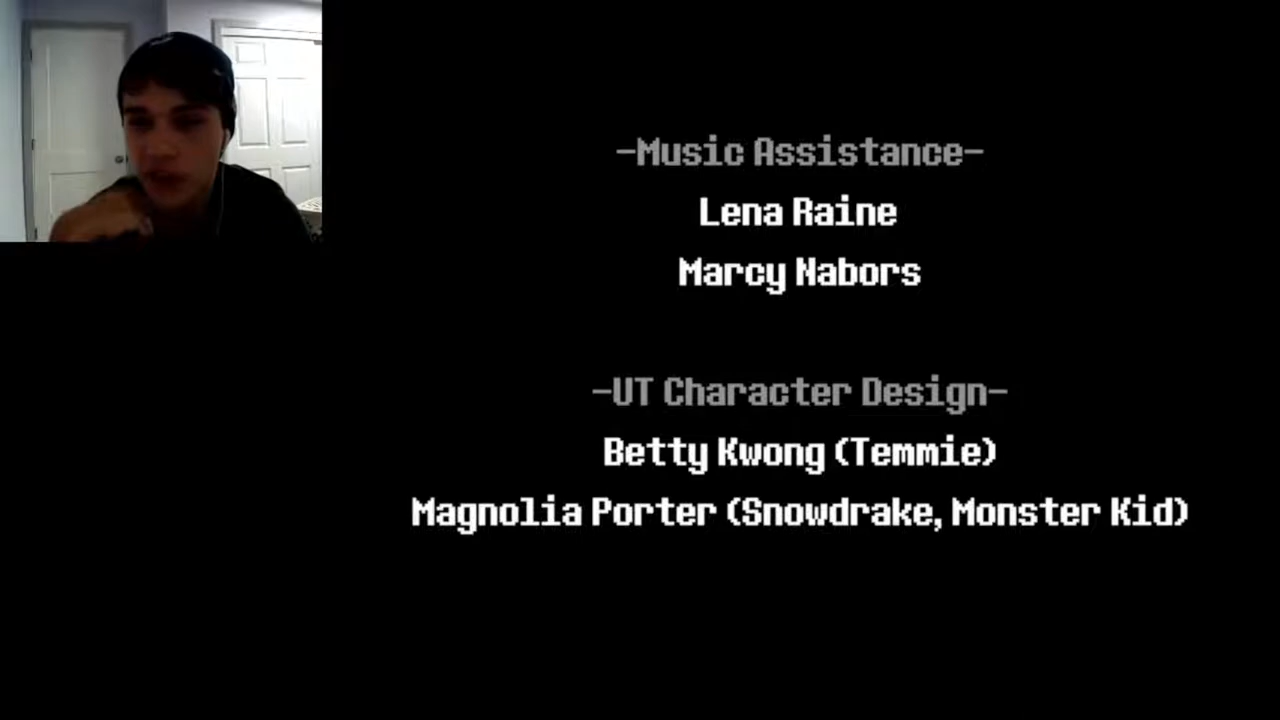 -Music Assistance-
Lena Raine
Marcy Nabors
-UT Character Design-
Betty Kwong (Temmie)
Magnolia Porter (Snowdrake, Monster Kid)